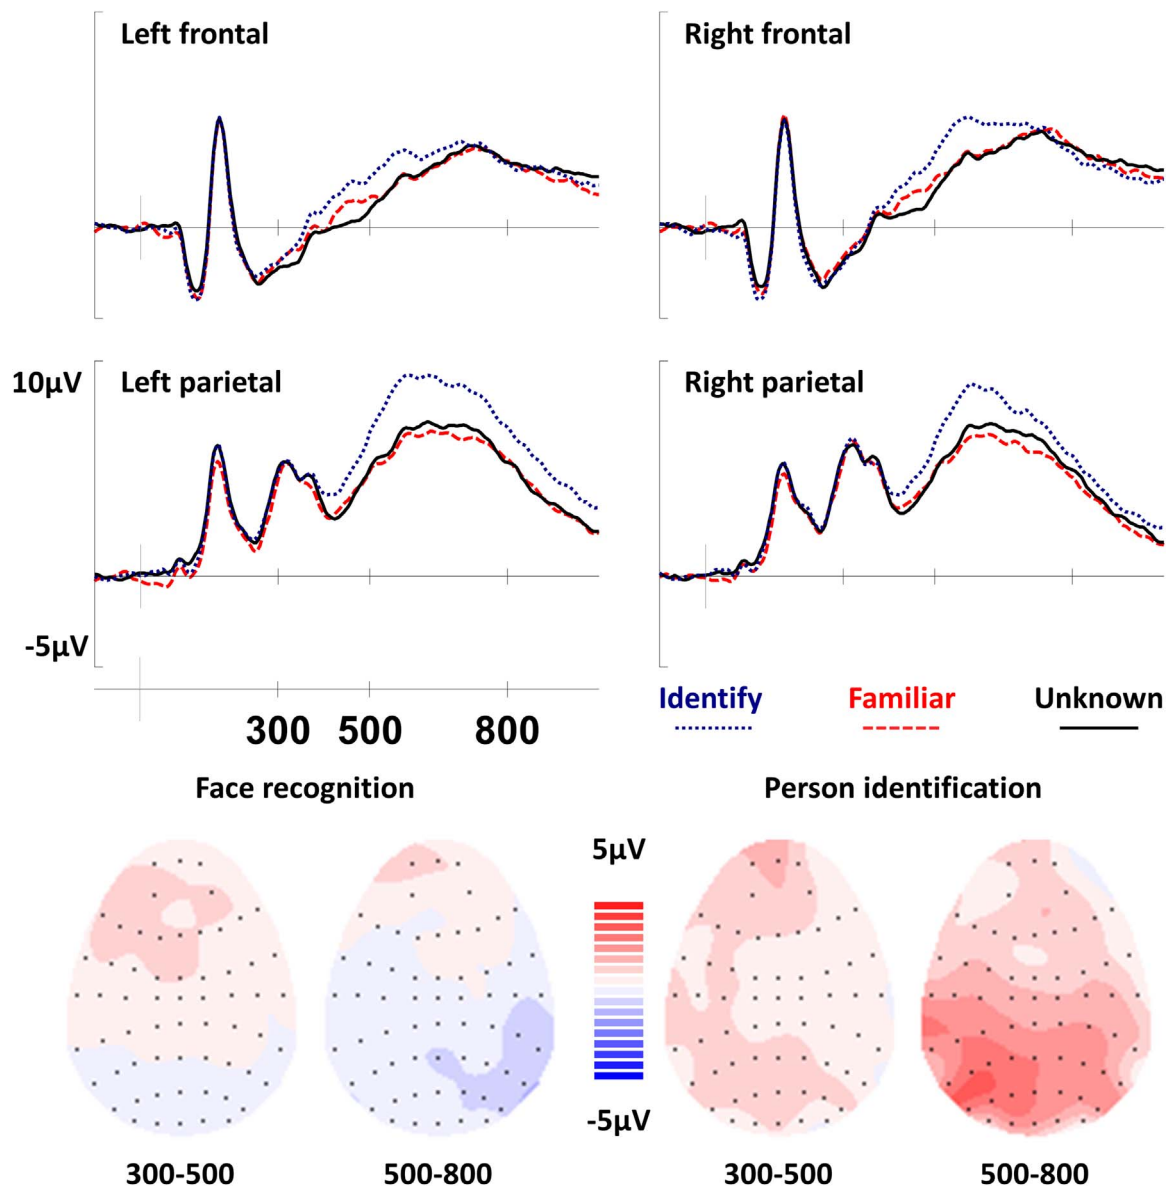 Left frontal
Right frontal
10µV
Left parietal
Right parietal
-5µV
Identify
Familiar
Unknown
300
500
800
Face recognition
Person identification
5µV
-5µV
300-500
500-800
300-500
500-800